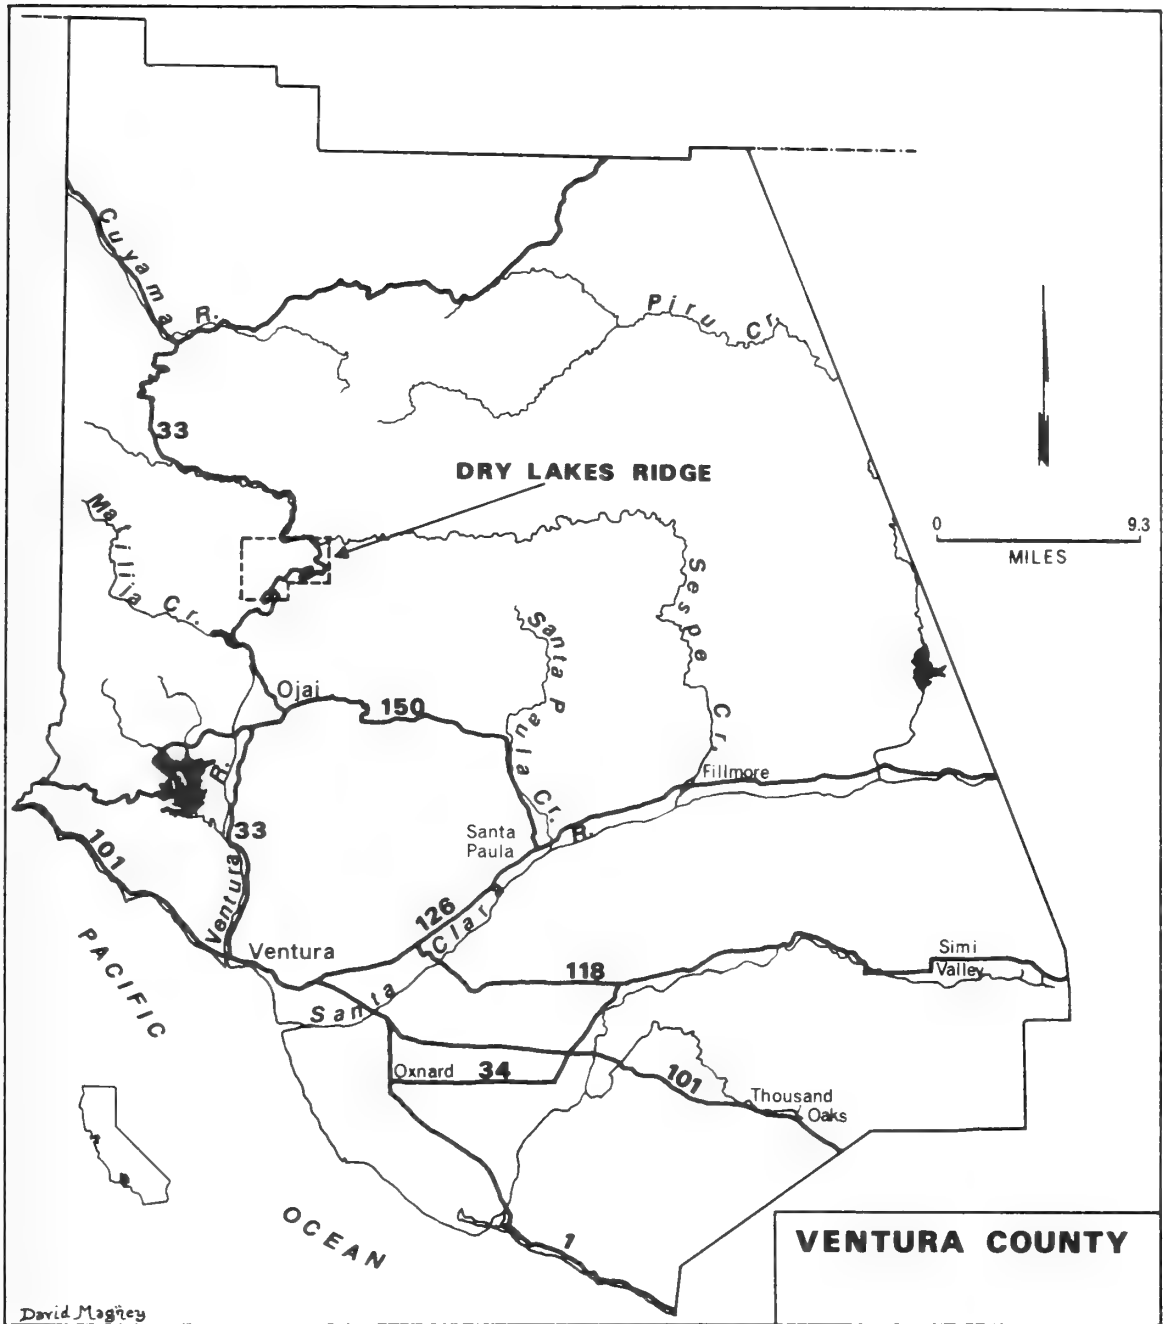 Cuyama R.
Piru Cr.
33
DRY LAKES RIDGE
0 9.3
MILES
Matilija Cr.
Sespe Cr.
Santa Paula Cr.
Ojai
150
Fillmore
R.
33
Santa
Paula
R.
101
Ventura
126
Clar
Ventura
Simi
Valley
118
Santa
PACIFIC
Oxnard
34
101
Thousand
Oaks
OCEAN
1
VENTURA COUNTY
David Magney